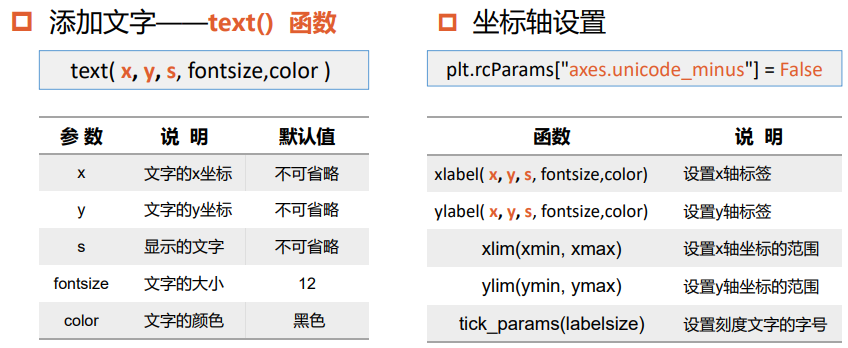 添加文字——text() 函数
text( x, y, s, fontsize,color )
参 数 说 明 默认值
x 文字的x坐标 不可省略
y 文字的y坐标 不可省略
s 显示的文字 不可省略
fontsize 文字的大小 12
color 文字的颜色 黑色
坐标轴设置
plt.rcParams["axes.unicode_minus"] = False
函数 说 明
xlabel( x, y, s, fontsize,color) 设置x轴标签
ylabel( x, y, s, fontsize,color) 设置y轴标签
xlim(xmin, xmax) 设置x轴坐标的范围
ylim(ymin, ymax) 设置y轴坐标的范围
tick_params(labelsize) 设置刻度文字的字号